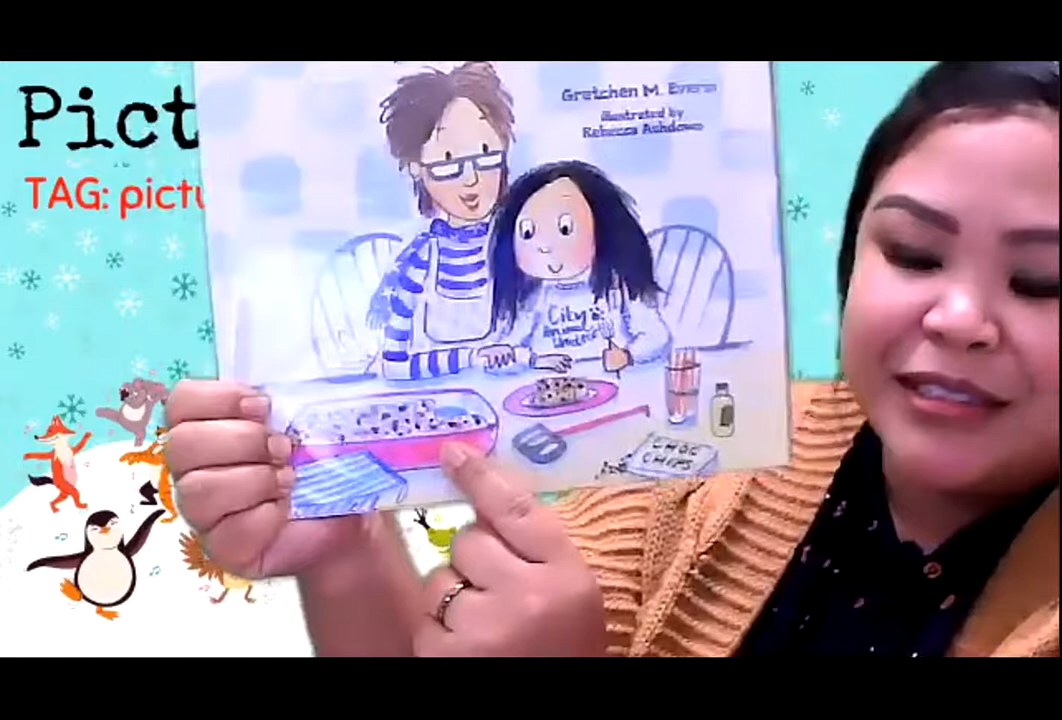 Pict
TAG: pictu
Gretchen M. Evans
illustrated by
Rebecca Ashdown
City
CHOC
CHIPS